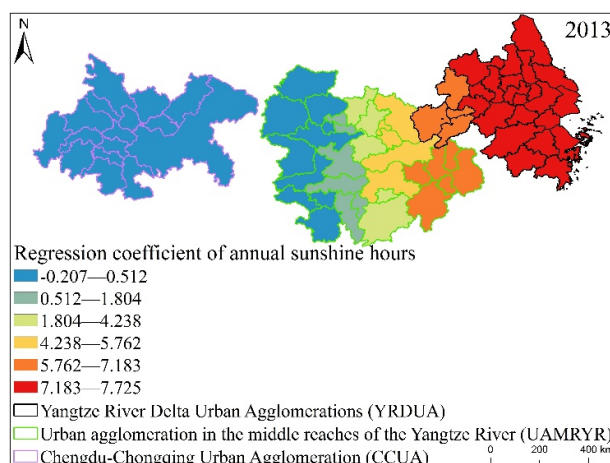 N
2013
Regression coefficient of annual sunshine hours
-0.207—0.512
0.512—1.804
1.804—4.238
4.238—5.762
5.762—7.183
7.183—7.725
Yangtze River Delta Urban Agglomerations (YRDUA)
Urban agglomeration in the middle reaches of the Yangtze River (UAMRYR)
Chengdu-Chongqing Urban Agglomeration (CCUA)
0 200 400 km